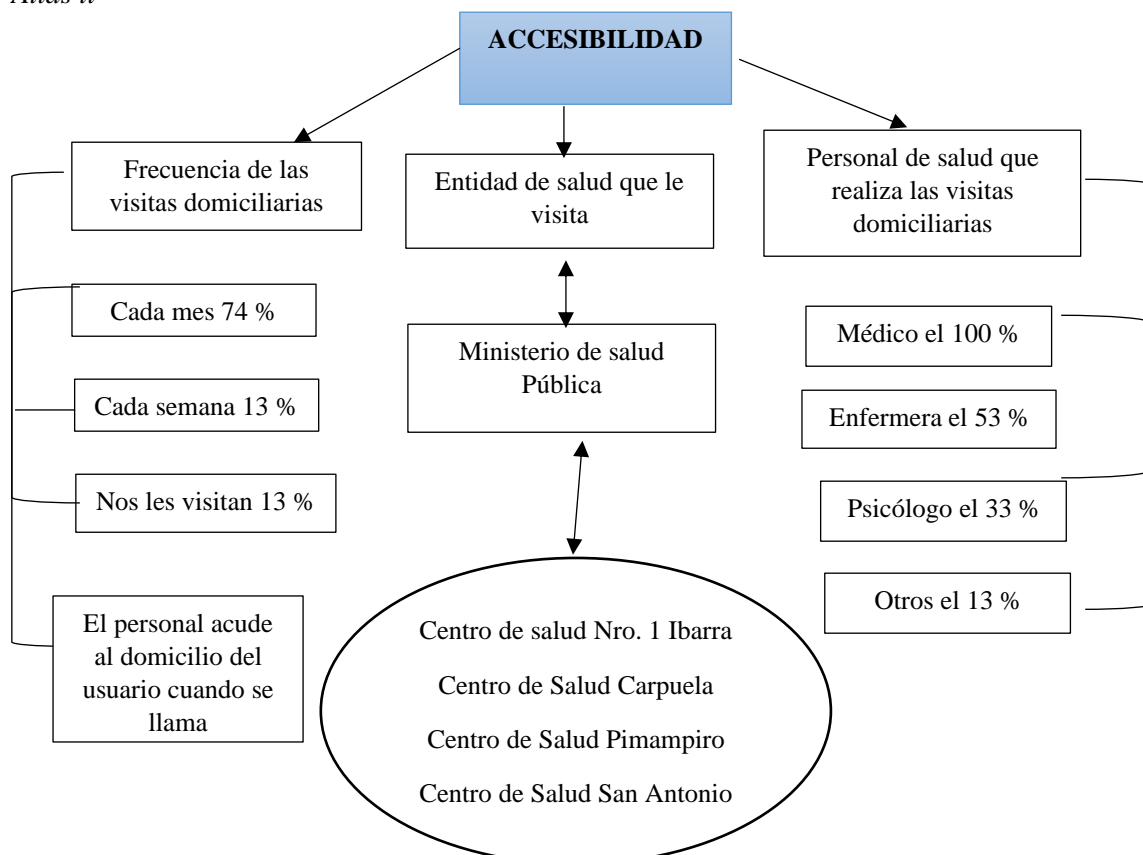 ACCESIBILIDAD
Frecuencia de las
visitas domiciliarias
Cada mes 74 %
Cada semana 13 %
Nos les visitan 13 %
El personal acude
al domicilio del
usuario cuando se
llama
Entidad de salud que le
visita
Ministerio de salud
Pública
Centro de salud Nro. 1 Ibarra
Centro de Salud Carpuela
Centro de Salud Pimampiro
Centro de Salud San Antonio
Personal de salud que
realiza las visitas
domiciliarias
Médico el 100 %
Enfermera el 53 %
Psicólogo el 33 %
Otros el 13 %